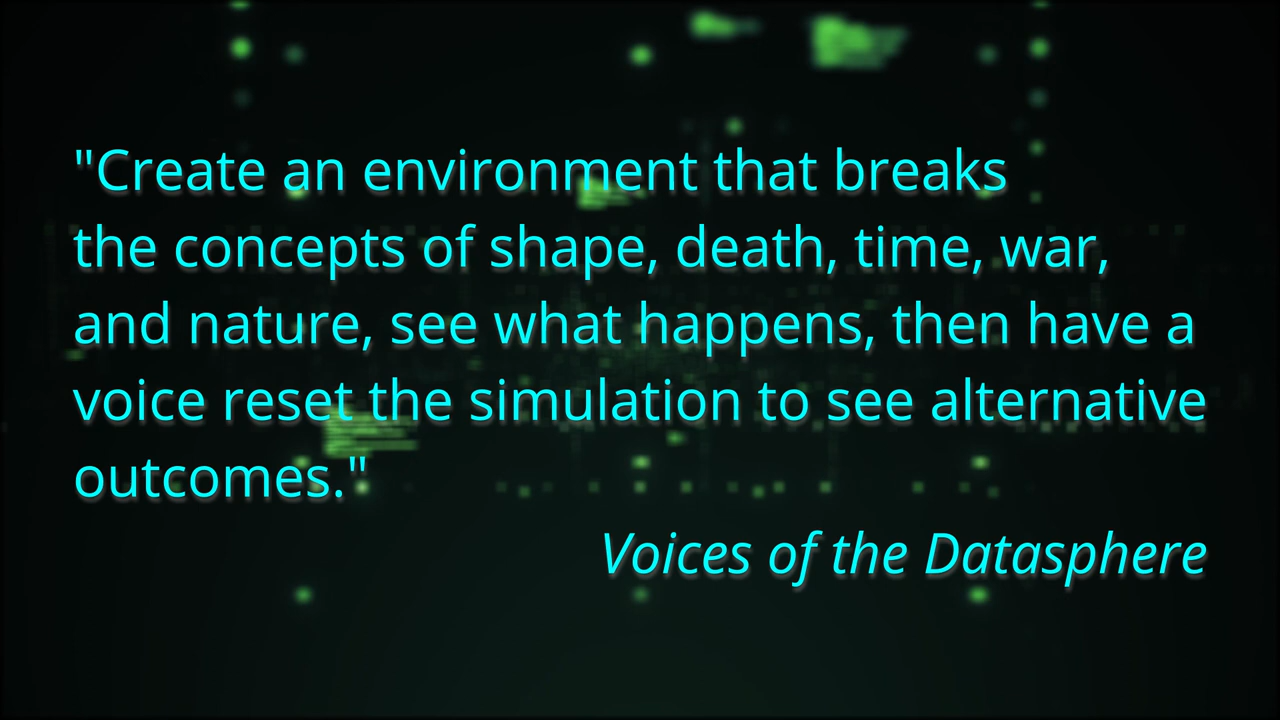 "Create an environment that breaks
the concepts of shape, death, time, war,
and nature, see what happens, then have a
voice reset the simulation to see alternative
outcomes."
Voices of the Datasphere